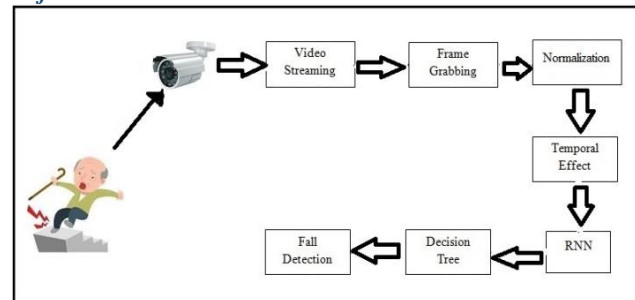 Video
Streaming
Frame
Grabbing
Normalization
Temporal
Effect
RNN
Decision
Tree
Fall
Detection